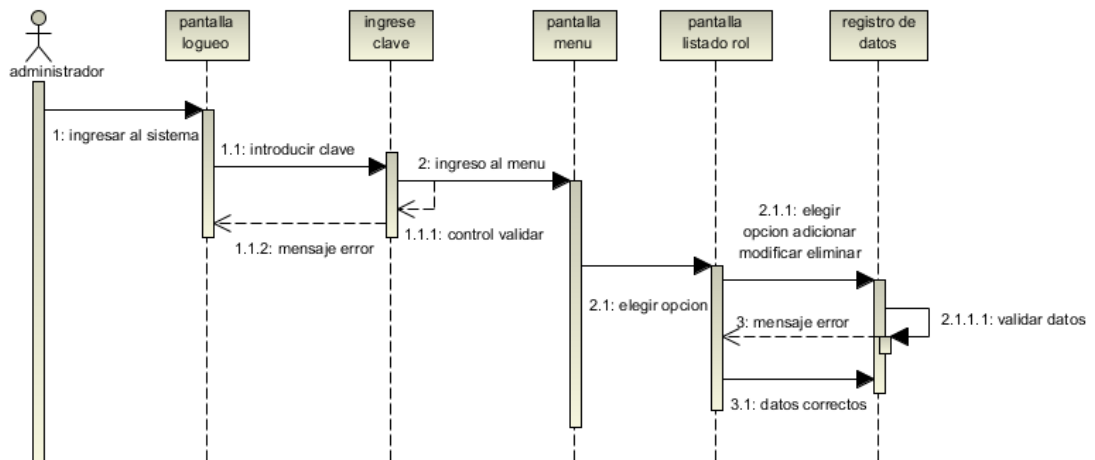 pantalla
logueo
ingrese
clave
pantalla
menu
pantalla
listado rol
registro de
datos
administrador
1: ingresar al sistema
1.1: introducir clave
2: ingreso al menu
1.1.1: control validar
1.1.2: mensaje error
2.1.1: elegir
opcion adicionar
modificar eliminar
2.1: elegir opcion
3: mensaje error
2.1.1.1: validar datos
3.1: datos correctos